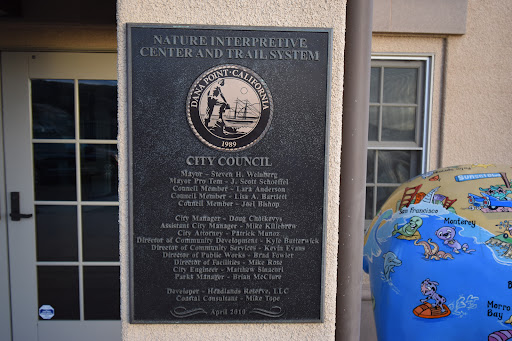 NATURE INTERPRETIVE
CENTER AND TRAIL SYSTEM
DANA POINT · CALIFORNIA
1989
CITY COUNCIL
Mayor - Steven H. Weinberg
Mayor Pro Tem - J. Scott Schoeffel
Council Member - Lara Anderson
Council Member - Lisa A. Bartlett
Council Member - Joel Bishop
City Manager - Doug Chotkevys
Assistant City Manager - Mike Killebrew
City Attorney - Patrick Munoz
Director of Community Development - Kyle Butterwick
Director of Community Services - Kevin Evans
Director of Public Works - Brad Fowler
Director of Facilities - Mike Rose
City Engineer - Matthew Sinacori
Parks Manager - Brian McClure
Developer - Headlands Reserve, LLC
Coastal Consultant - Mike Tope
April 2010
San Francisco
Monterey
Morro
Bay